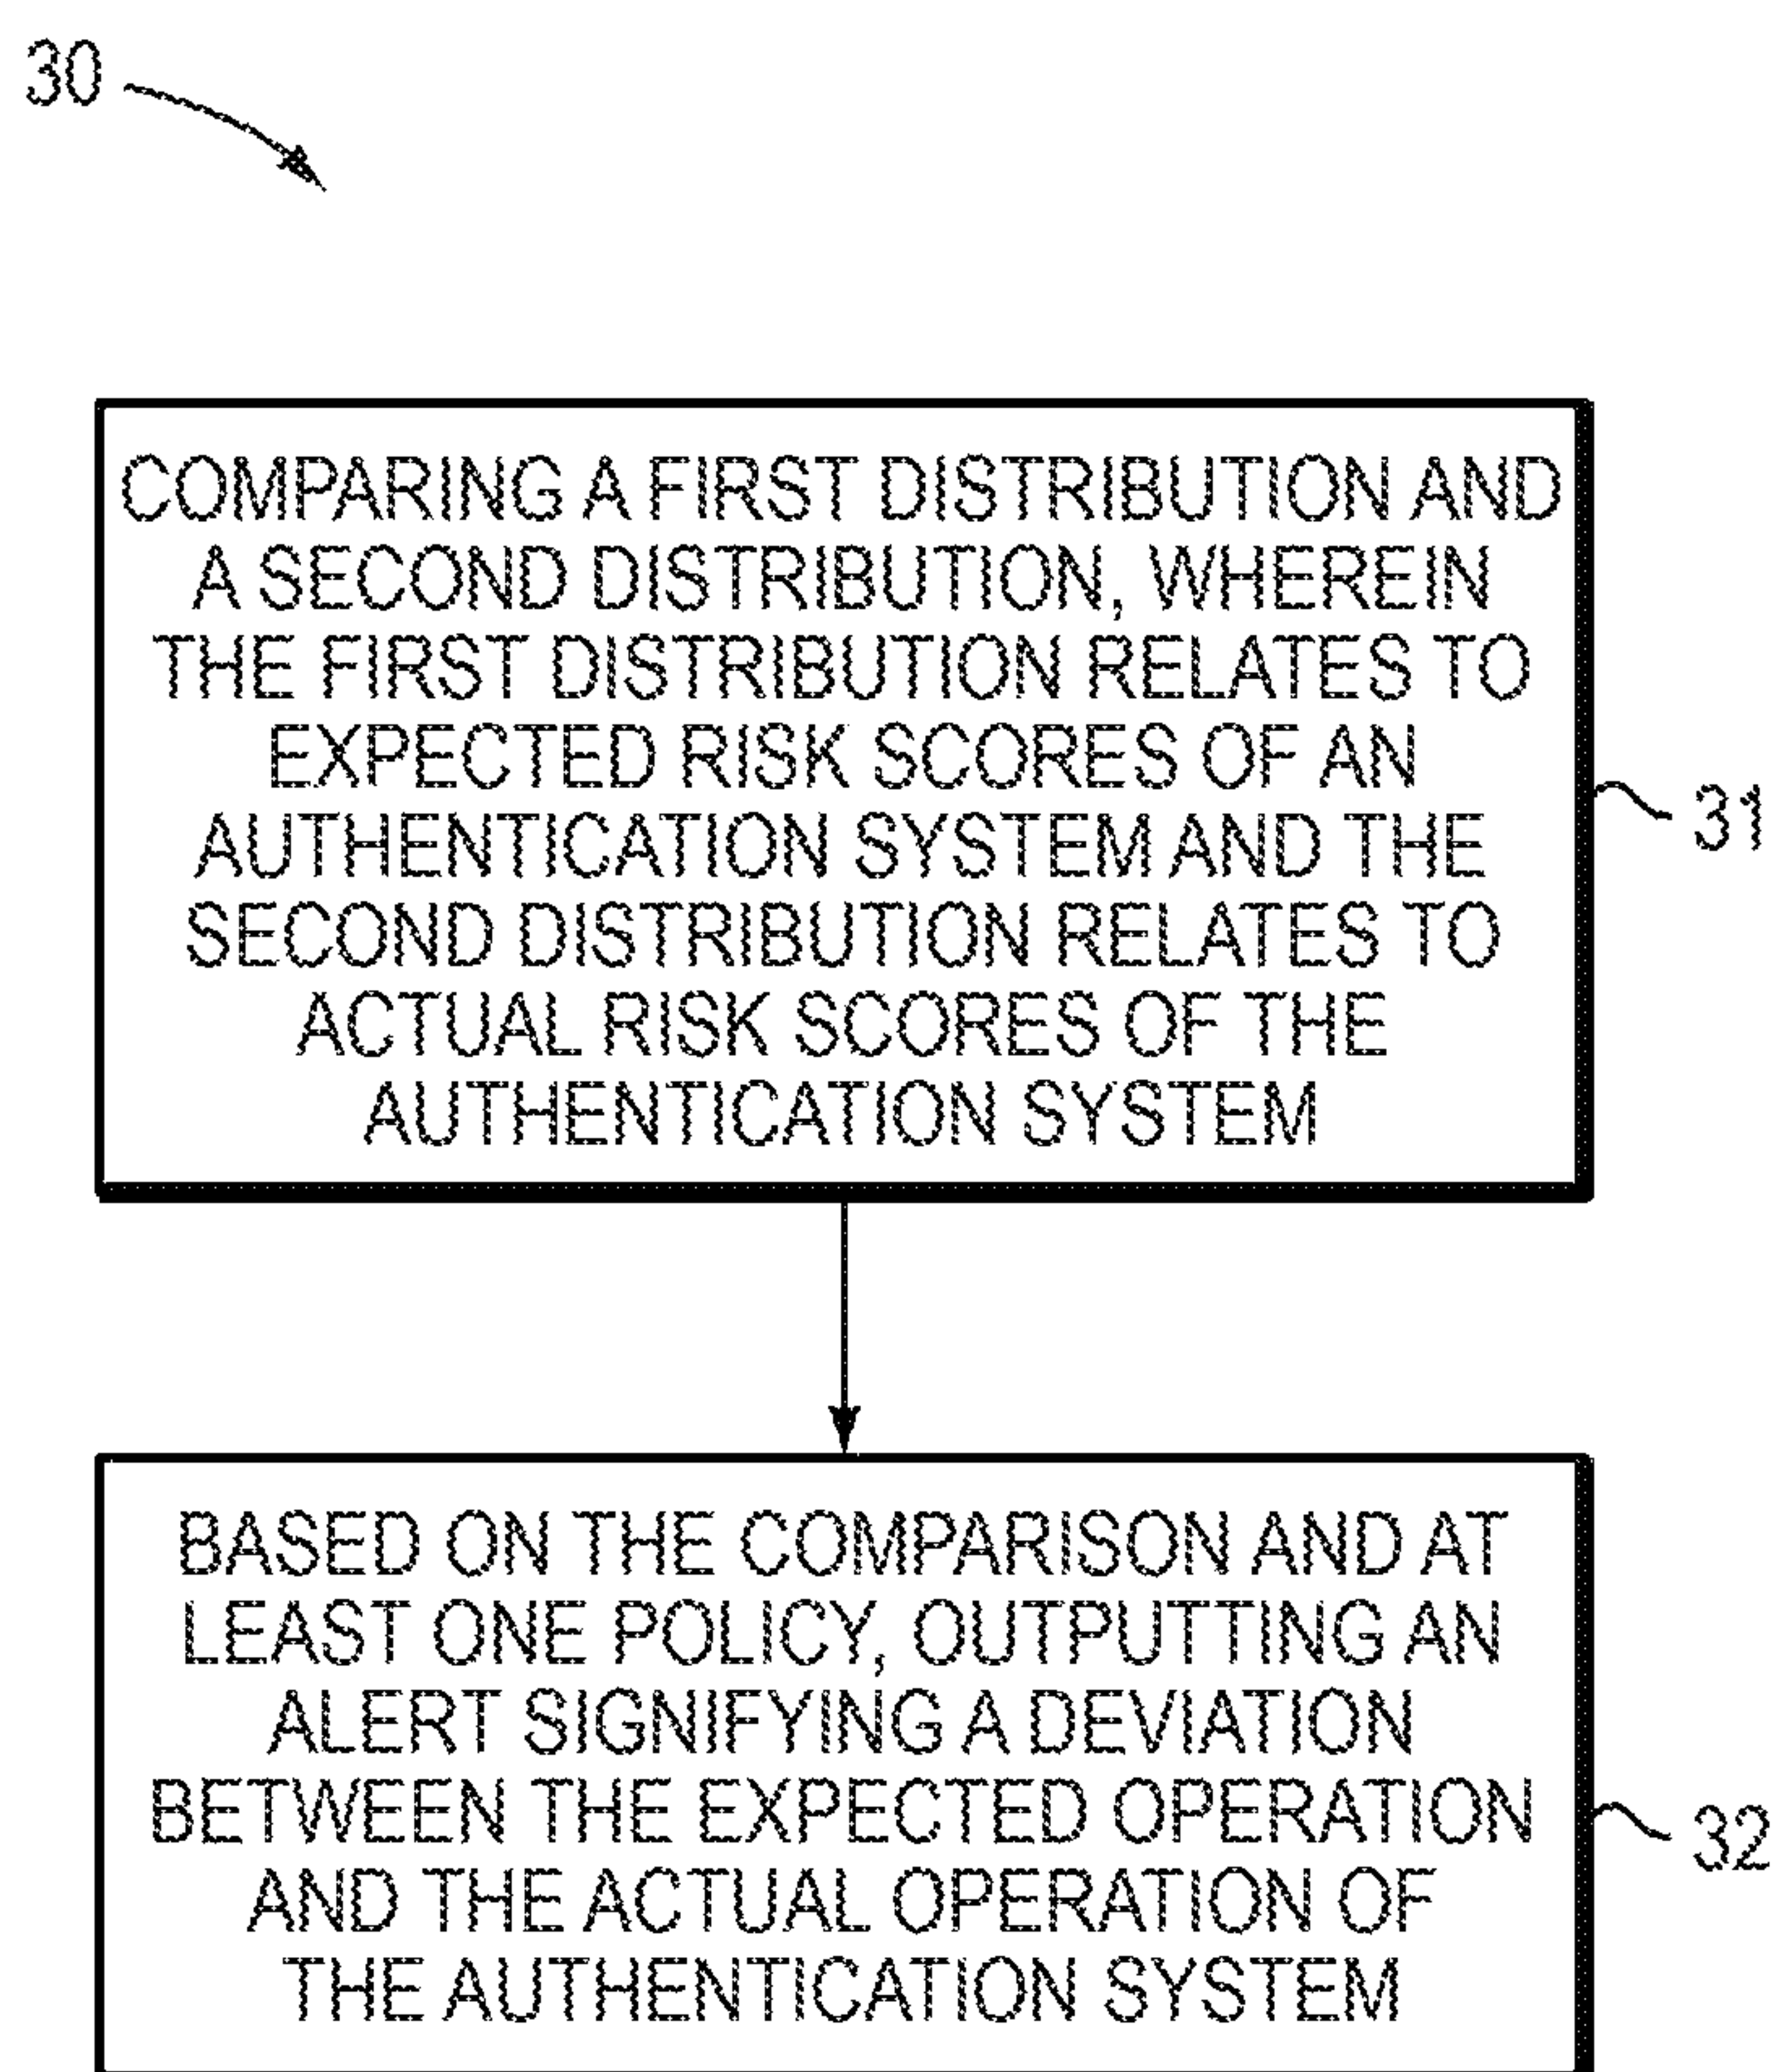 30
COMPARING A FIRST DISTRIBUTION AND
A SECOND DISTRIBUTION, WHEREIN
THE FIRST DISTRIBUTION RELATES TO
EXPECTED RISK SCORES OF AN
AUTHENTICATION SYSTEM AND THE
SECOND DISTRIBUTION RELATES TO
ACTUAL RISK SCORES OF THE
AUTHENTICATION SYSTEM
31
BASED ON THE COMPARISON AND AT
LEAST ONE POLICY, OUTPUTTING AN
ALERT SIGNIFYING A DEVIATION
BETWEEN THE EXPECTED OPERATION
AND THE ACTUAL OPERATION OF
THE AUTHENTICATION SYSTEM
32